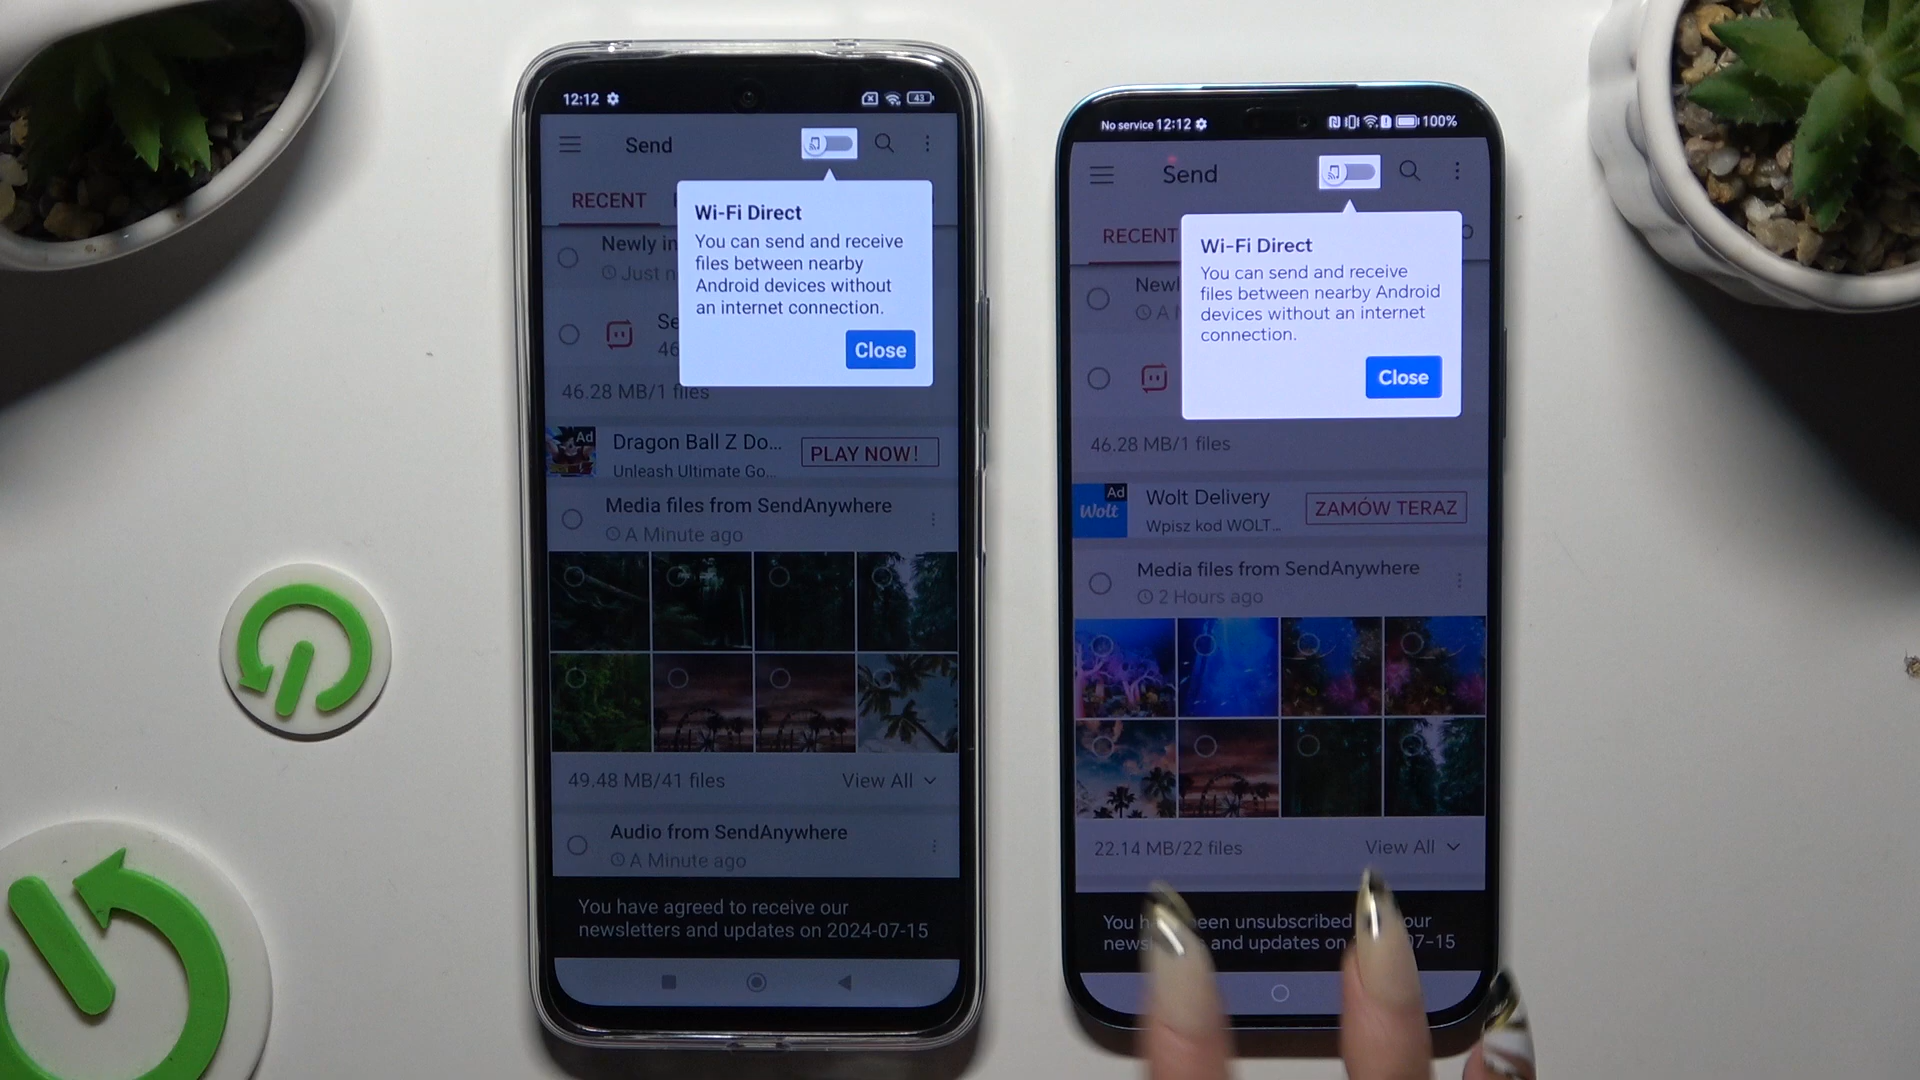 12:12
43
Send
RECENT
Wi-Fi Direct
You can send and receive
files between nearby
Android devices without
an internet connection.
Close
Newly in
Just n
Se
46
46.28 MB/1 files
Ad
Dragon Ball Z Do...
Unleash Ultimate Go...
PLAY NOW!
Media files from SendAnywhere
A Minute ago
49.48 MB/41 files
View All
Audio from SendAnywhere
A Minute ago
You have agreed to receive our
newsletters and updates on 2024-07-15
No service 12:12
100%
Send
RECENT
Wi-Fi Direct
You can send and receive
files between nearby Android
devices without an internet
connection.
Close
Newl
A
46.28 MB/1 files
Ad
Wolt
Wolt Delivery
Wpisz kod WOLT...
ZAMÓW TERAZ
Media files from SendAnywhere
2 Hours ago
22.14 MB/22 files
View All
You been unsubscribed our
and updates on 07-15